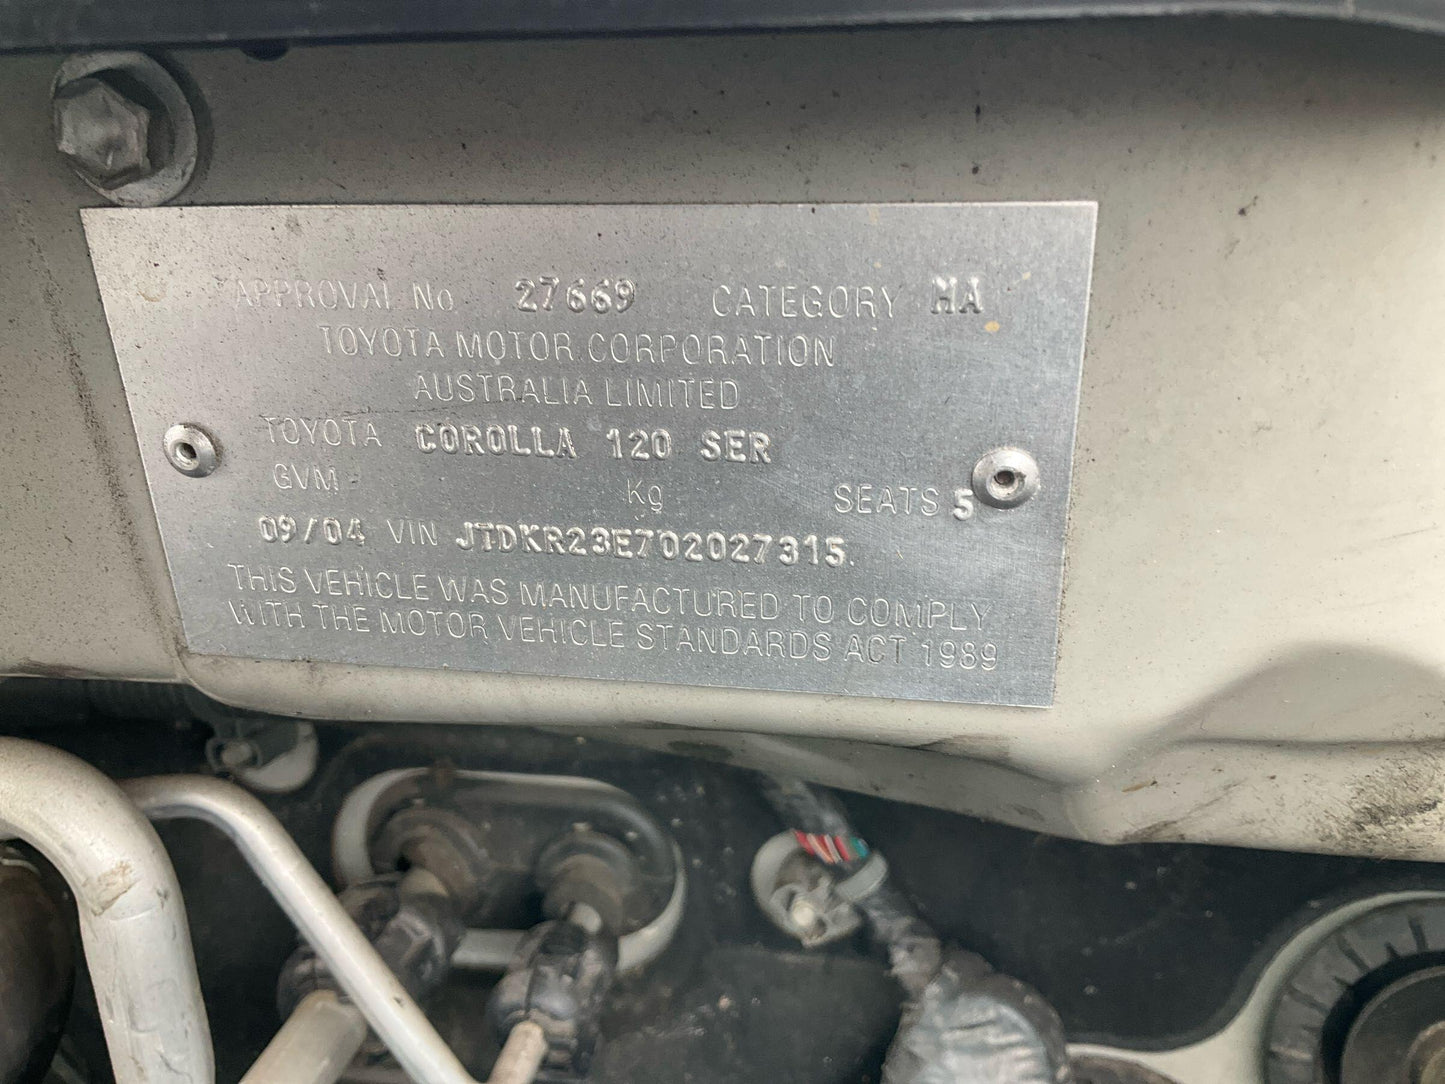 APPROVAL No 27669 CATEGORY MA
TOYOTA MOTOR CORPORATION
AUSTRALIA LIMITED
TOYOTA COROLLA 120 SER
GVM Kg SEATS 5
09/04 VIN JTDKR23E702027315.
THIS VEHICLE WAS MANUFACTURED TO COMPLY
WITH THE MOTOR VEHICLE STANDARDS ACT 1989